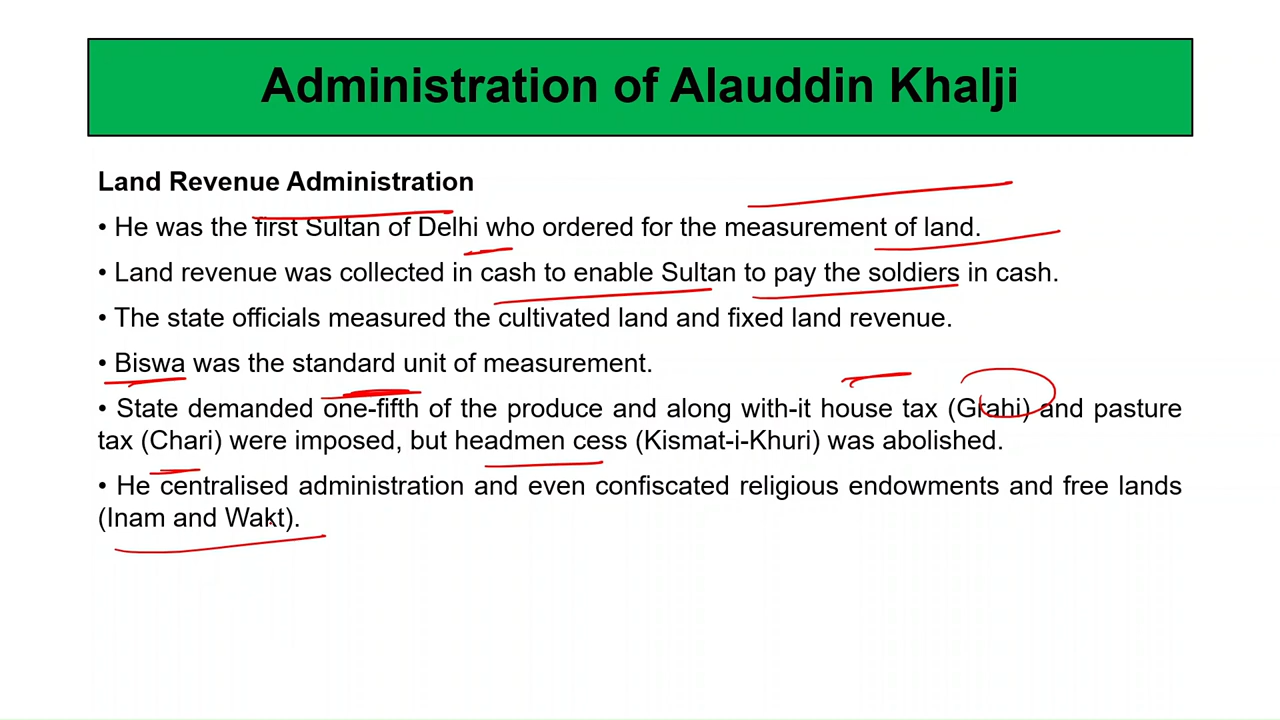 Administration of Alauddin Khalji
Land Revenue Administration
• He was the first Sultan of Delhi who ordered for the measurement of land.
• Land revenue was collected in cash to enable Sultan to pay the soldiers in cash.
• The state officials measured the cultivated land and fixed land revenue.
• Biswa was the standard unit of measurement.
• State demanded one-fifth of the produce and along with-it house tax (Grahi) and pasture
tax (Chari) were imposed, but headmen cess (Kismat-i-Khuri) was abolished.
• He centralised administration and even confiscated religious endowments and free lands
(Inam and Wakt).